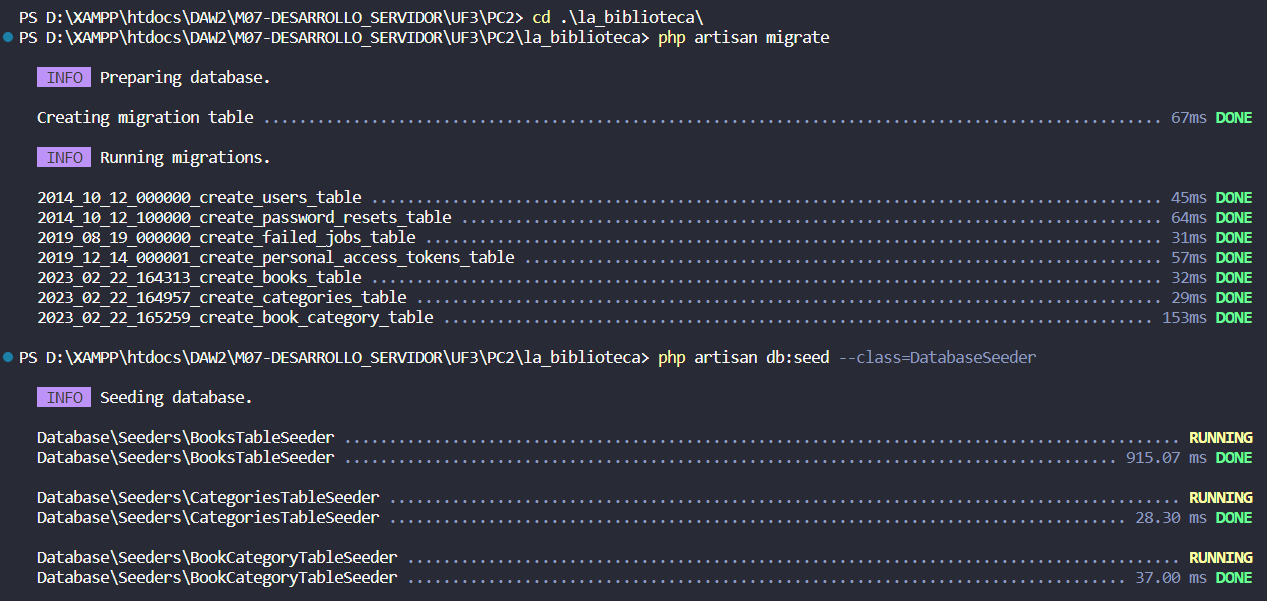 PS D:\XAMPP\htdocs\DAW2\M07-DESARROLLO_SERVIDOR\UF3\PC2> cd .\la_biblioteca\
PS D:\XAMPP\htdocs\DAW2\M07-DESARROLLO_SERVIDOR\UF3\PC2\la_biblioteca> php artisan migrate
INFO Preparing database.
Creating migration table .................................................................................................... 67ms DONE
INFO Running migrations.
2014_10_12_000000_create_users_table ........................................................................................ 45ms DONE
2014_10_12_100000_create_password_resets_table .............................................................................. 64ms DONE
2019_08_19_000000_create_failed_jobs_table .................................................................................. 31ms DONE
2019_12_14_000001_create_personal_access_tokens_table ....................................................................... 57ms DONE
2023_02_22_164313_create_books_table ........................................................................................ 32ms DONE
2023_02_22_164957_create_categories_table ................................................................................... 29ms DONE
2023_02_22_165259_create_book_category_table ............................................................................... 153ms DONE
PS D:\XAMPP\htdocs\DAW2\M07-DESARROLLO_SERVIDOR\UF3\PC2\la_biblioteca> php artisan db:seed --class=DatabaseSeeder
INFO Seeding database.
Database\Seeders\BooksTableSeeder ............................................................................................. RUNNING
Database\Seeders\BooksTableSeeder ...................................................................................... 915.07 ms DONE
Database\Seeders\CategoriesTableSeeder ........................................................................................ RUNNING
Database\Seeders\CategoriesTableSeeder .................................................................................. 28.30 ms DONE
Database\Seeders\BookCategoryTableSeeder ...................................................................................... RUNNING
Database\Seeders\BookCategoryTableSeeder ................................................................................ 37.00 ms DONE